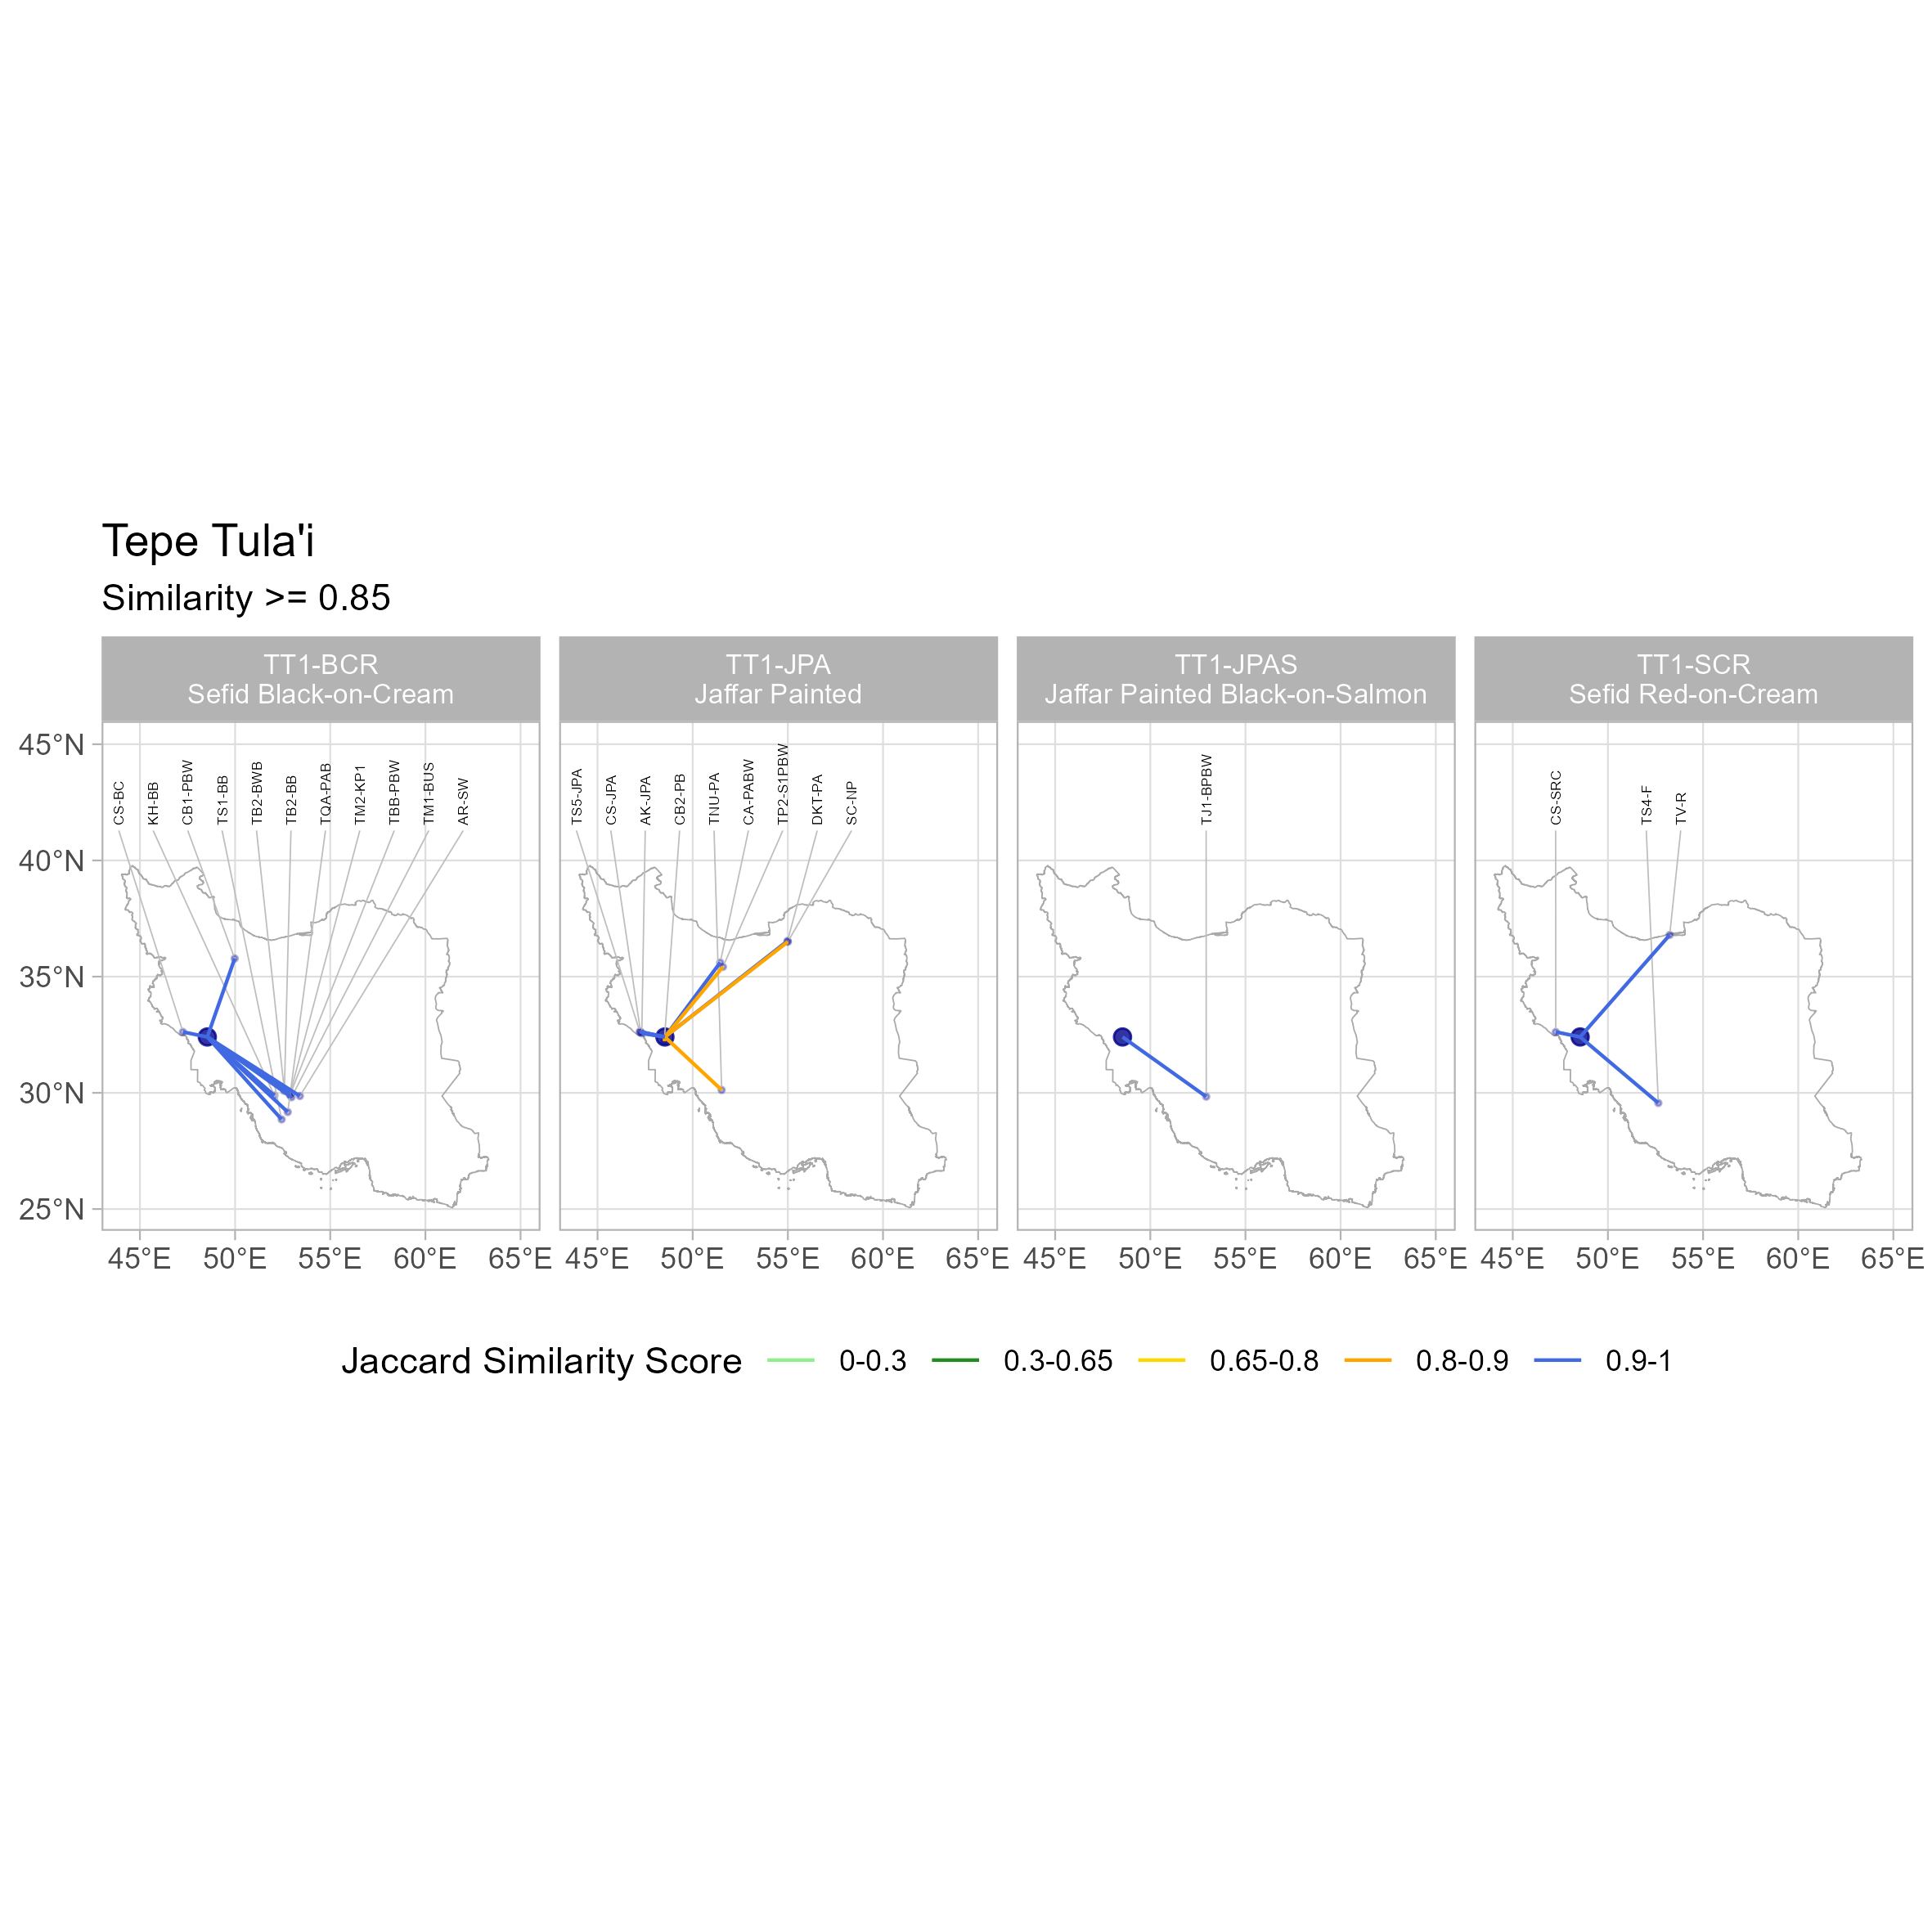 Tepe Tula'i
Similarity >= 0.85
TT1-BCR
Sefid Black-on-Cream
TT1-JPA
Jaffar Painted
TT1-JPAS
Jaffar Painted Black-on-Salmon
TT1-SCR
Sefid Red-on-Cream
45°N
40°N
35°N
30°N
25°N
CS-BC
KH-BB
CB1-PBW
TS1-BB
TB2-BWB
TB2-BB
TQA-PAB
TM2-KP1
TBB-PBW
TM1-BUS
AR-SW
TS5-JPA
CS-JPA
AK-JPA
CB2-PB
TNU-PA
CA-PABW
TP2-S1PBW
DKT-PA
SC-NP
TJ1-BPBW
CS-SRC
TS4-F
TV-R
45°E 50°E 55°E 60°E 65°E
45°E 50°E 55°E 60°E 65°E
45°E 50°E 55°E 60°E 65°E
45°E 50°E 55°E 60°E 65°E
Jaccard Similarity Score 0-0.3 0.3-0.65 0.65-0.8 0.8-0.9 0.9-1